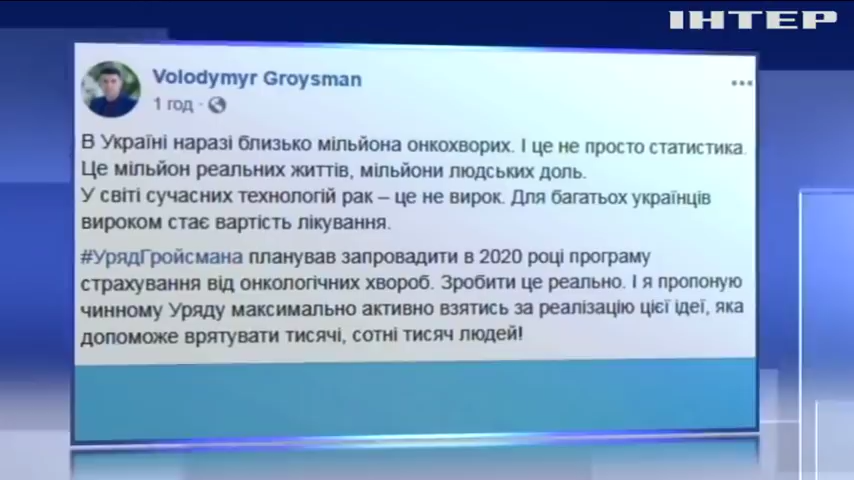 ІНТЕР
Volodymyr Groysman
1 год ·
В Україні наразі близько мільйона онкохворих. І це не просто статистика.
Це мільйон реальних життів, мільйони людських доль.
У світі сучасних технологій рак – це не вирок. Для багатьох українців
вироком стає вартість лікування.
#УрядГройсмана планував запровадити в 2020 році програму
страхування від онкологічних хвороб. Зробити це реально. І я пропоную
чинному Уряду максимально активно взятись за реалізацію цієї ідеї, яка
допоможе врятувати тисячі, сотні тисяч людей!